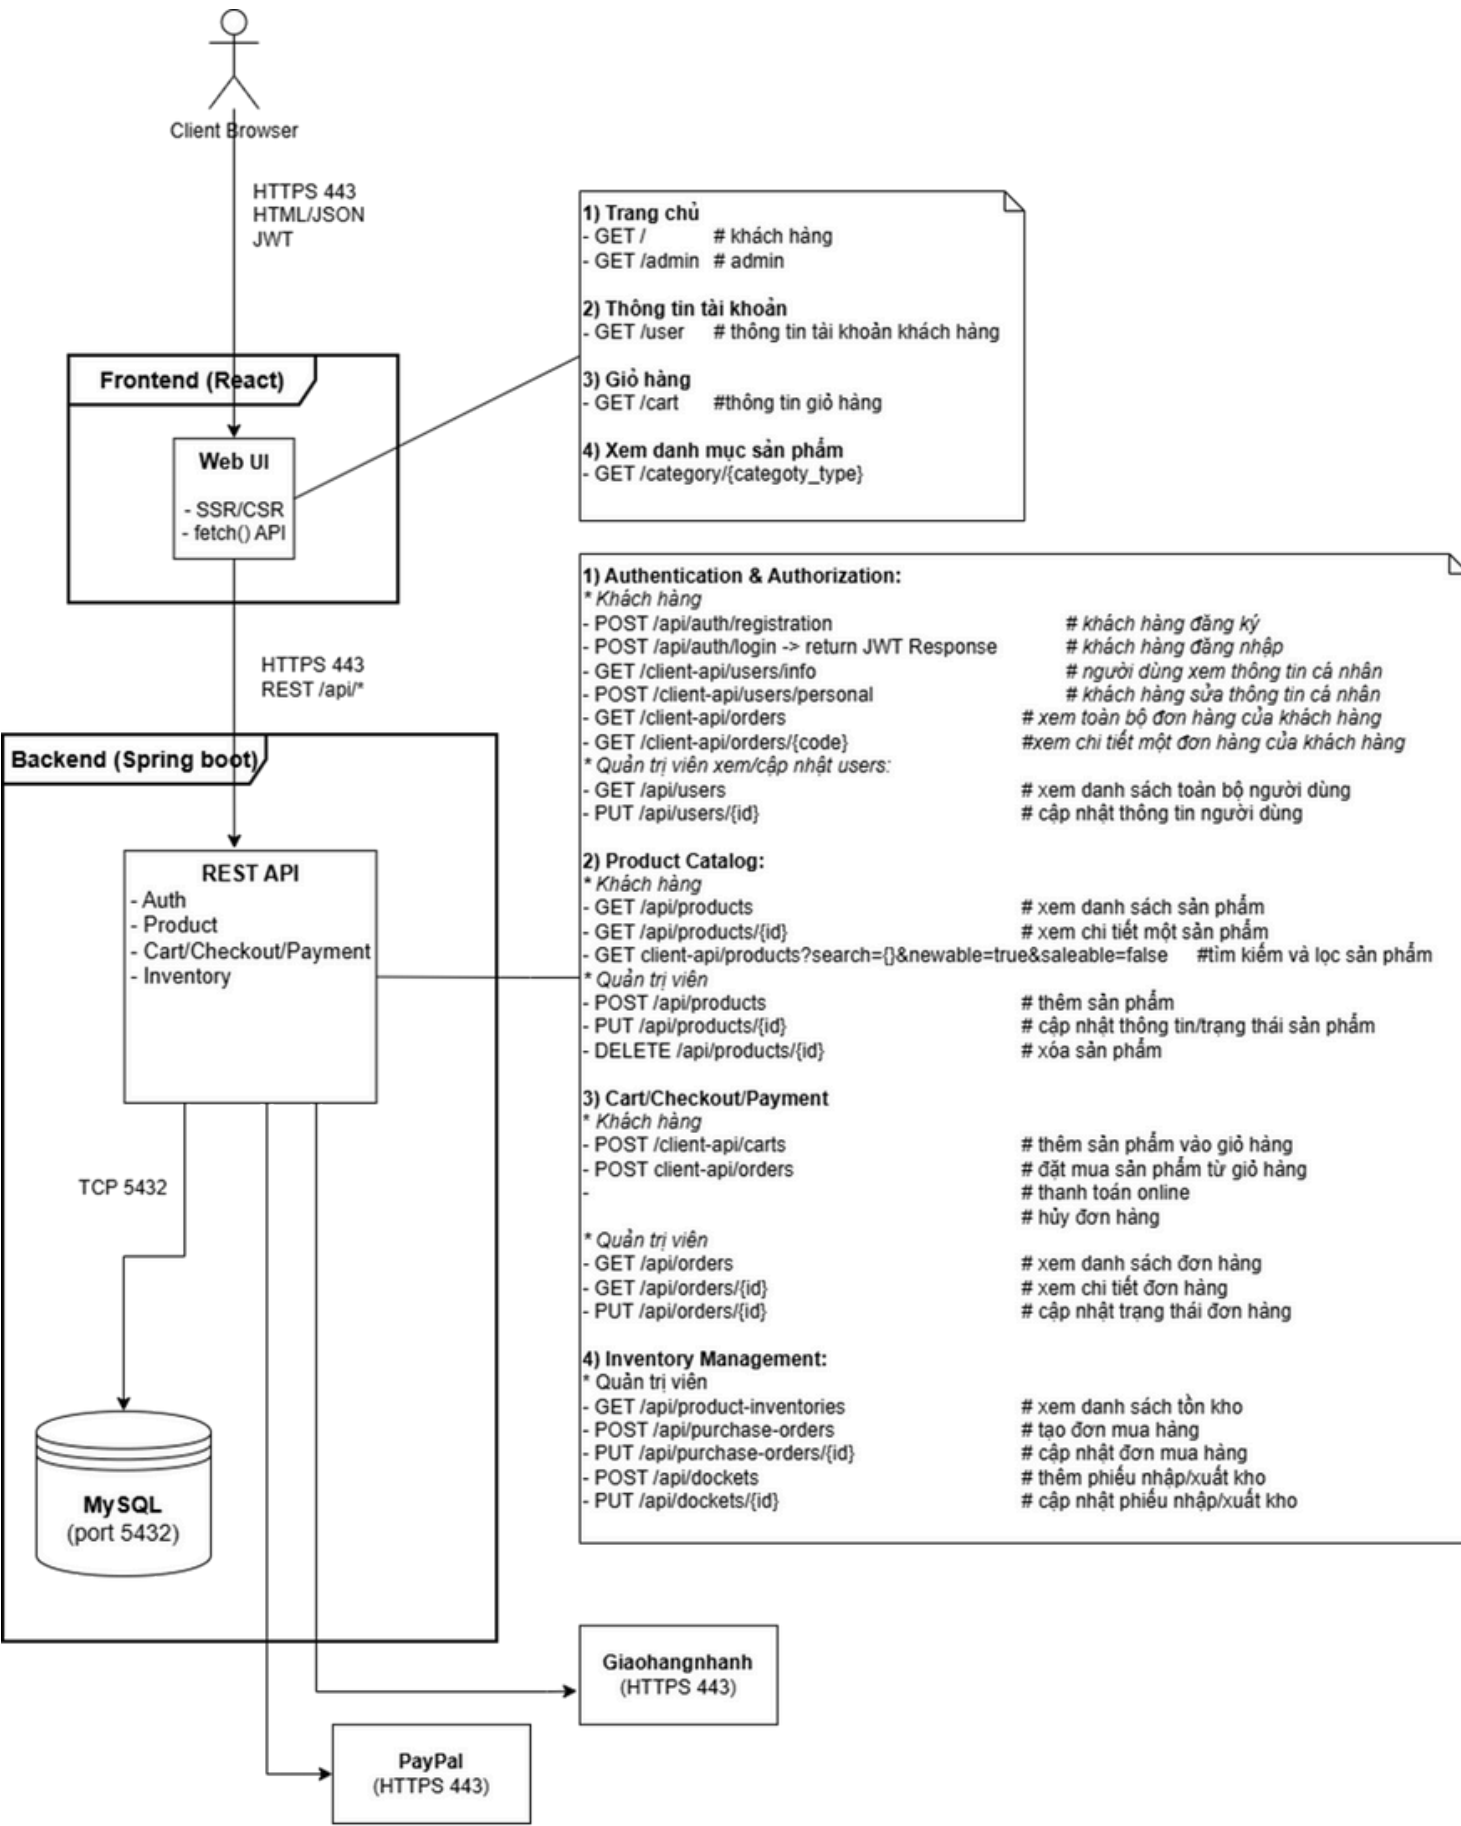 Client Browser
HTTPS 443
HTML/JSON
JWT
Frontend (React)
Web UI
- SSR/CSR
- fetch() API
1) Trang chủ
- GET / # khách hàng
- GET /admin # admin
2) Thông tin tài khoản
- GET /user # thông tin tài khoản khách hàng
3) Giỏ hàng
- GET /cart #thông tin giỏ hàng
4) Xem danh mục sản phẩm
- GET /category/{categoty_type}
HTTPS 443
REST /api/*
Backend (Spring boot)
REST API
- Auth
- Product
- Cart/Checkout/Payment
- Inventory
1) Authentication & Authorization:
* Khách hàng
- POST /api/auth/registration # khách hàng đăng ký
- POST /api/auth/login -> return JWT Response # khách hàng đăng nhập
- GET /client-api/users/info # người dùng xem thông tin cá nhân
- POST /client-api/users/personal # khách hàng sửa thông tin cá nhân
- GET /client-api/orders # xem toàn bộ đơn hàng của khách hàng
- GET /client-api/orders/{code} #xem chi tiết một đơn hàng của khách hàng
* Quản trị viên xem/cập nhật users:
- GET /api/users # xem danh sách toàn bộ người dùng
- PUT /api/users/{id} # cập nhật thông tin người dùng
2) Product Catalog:
* Khách hàng
- GET /api/products # xem danh sách sản phẩm
- GET /api/products/{id} # xem chi tiết một sản phẩm
- GET client-api/products?search={}&newable=true&saleable=false #tìm kiếm và lọc sản phẩm
* Quản trị viên
- POST /api/products # thêm sản phẩm
- PUT /api/products/{id} # cập nhật thông tin/trạng thái sản phẩm
- DELETE /api/products/{id} # xóa sản phẩm
3) Cart/Checkout/Payment
* Khách hàng
- POST /client-api/carts # thêm sản phẩm vào giỏ hàng
- POST client-api/orders # đặt mua sản phẩm từ giỏ hàng
- # thanh toán online
# hủy đơn hàng
* Quản trị viên
- GET /api/orders # xem danh sách đơn hàng
- GET /api/orders/{id} # xem chi tiết đơn hàng
- PUT /api/orders/{id} # cập nhật trạng thái đơn hàng
4) Inventory Management:
* Quản trị viên
- GET /api/product-inventories # xem danh sách tồn kho
- POST /api/purchase-orders # tạo đơn mua hàng
- PUT /api/purchase-orders/{id} # cập nhật đơn mua hàng
- POST /api/dockets # thêm phiếu nhập/xuất kho
- PUT /api/dockets/{id} # cập nhật phiếu nhập/xuất kho
TCP 5432
MySQL
(port 5432)
Giaohangnhanh
(HTTPS 443)
PayPal
(HTTPS 443)